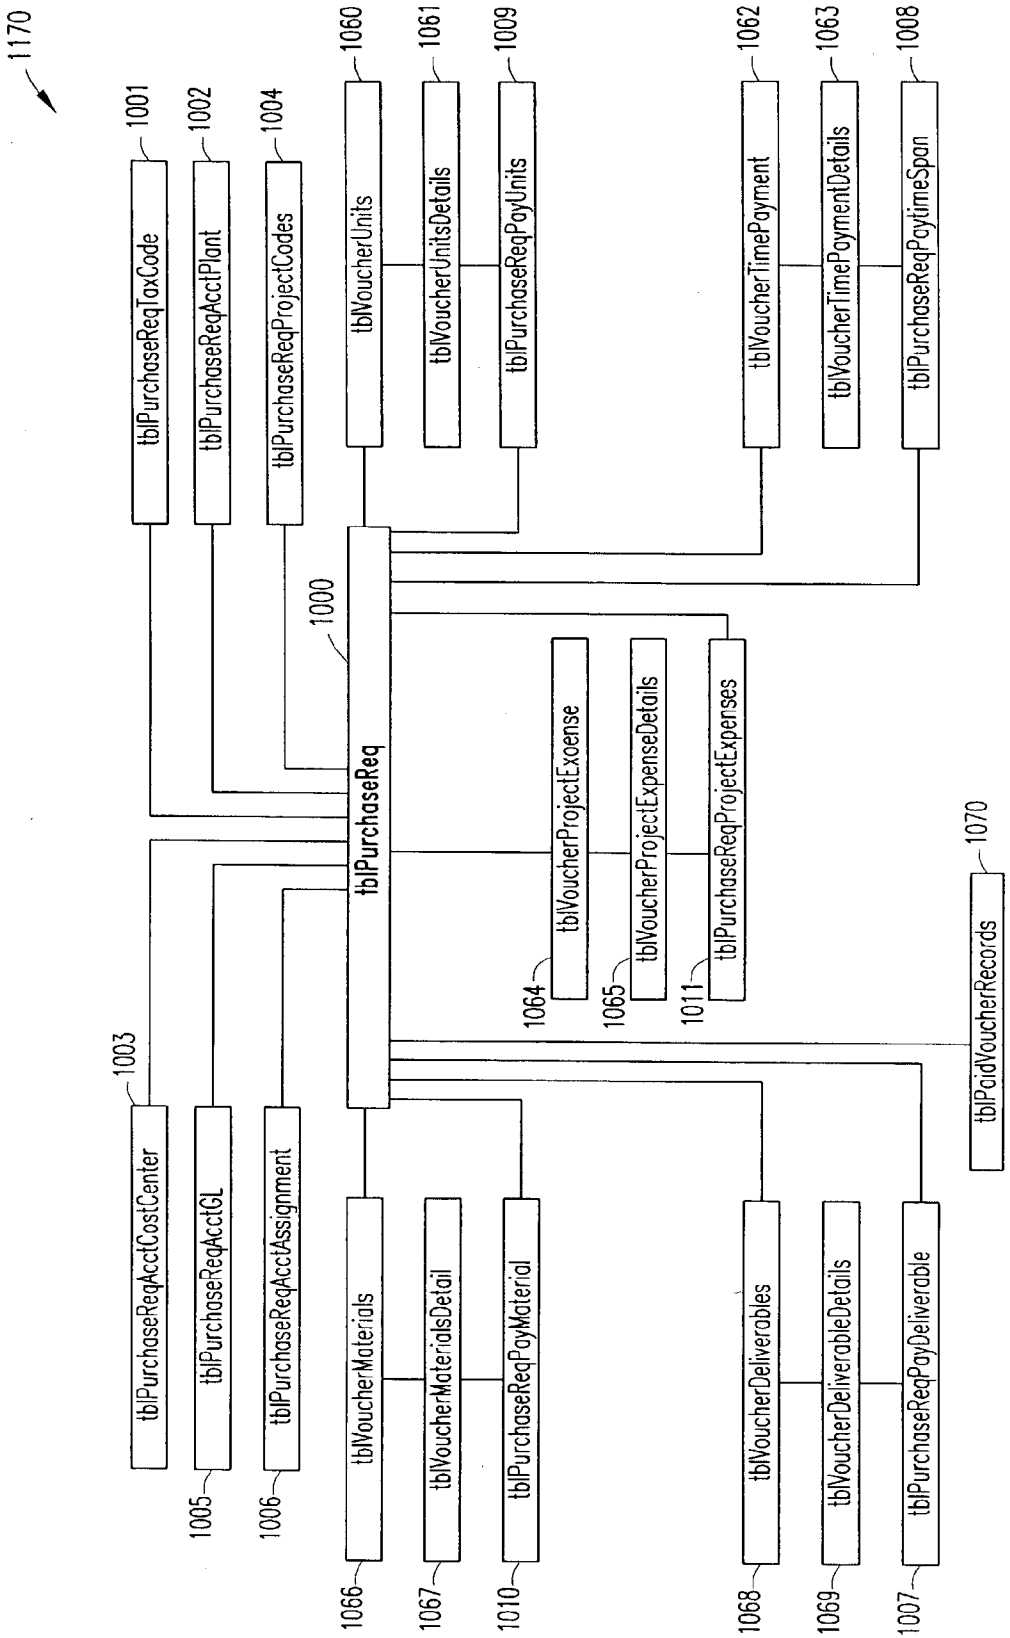 1170
tblPurchaseReqAcctCostCenter
1003
tblPurchaseReqAcctGL
1005
tblPurchaseReqAcctAssignment
1006
tblPurchaseReqTaxCode
1001
tblPurchaseReqAcctPlant
1002
tblPurchaseReqProjectCodes
1004
tblPurchaseReq
1000
tblVoucherMaterials
1066
tblVoucherMaterialsDetail
1067
tblPurchaseReqPayMaterial
1010
tblVoucherUnits
1060
tblVoucherUnitsDetails
1061
tblPurchaseReqPayUnits
1009
1064
tblVoucherProjectExoense
1065
tblVoucherProjectExpenseDetails
1011
tblPurchaseReqProjectExpenses
1068
tblVoucherDeliverables
1069
tblVoucherDeliverableDetails
1007
tblPurchaseReqPayDeliverable
tblVoucherTimePayment
1062
tblVoucherTimePaymentDetails
1063
tblPurchaseReqPaytimeSpan
1008
tblPaidVoucherRecords
1070